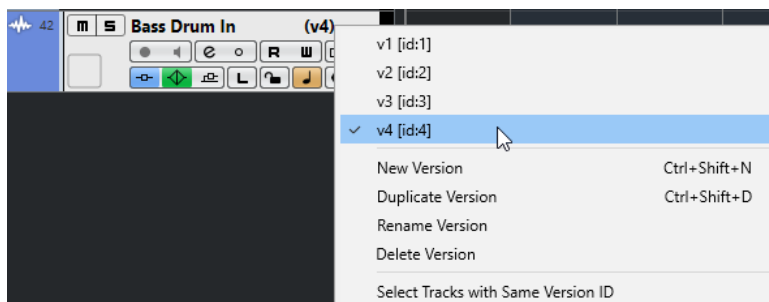 42 m S Bass Drum In (v4)
e R W
L
v1 [id:1]
v2 [id:2]
v3 [id:3]
v4 [id:4]
New Version Ctrl+Shift+N
Duplicate Version Ctrl+Shift+D
Rename Version
Delete Version
Select Tracks with Same Version ID